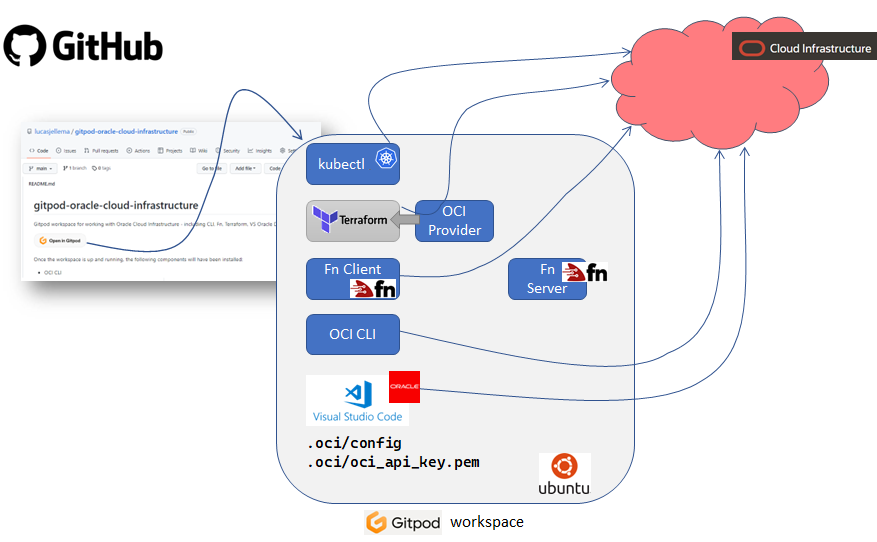 GitHub
Cloud Infrastructure
lucasjellema / gitpod-oracle-cloud-infrastructure Public
Code Issues Pull requests Actions Projects Wiki Security Insights
main 1 Branch 0 tags Go to file Add file Code
README.md
gitpod-oracle-cloud-infrastructure
Gitpod workspace for working with Oracle Cloud Infrastructure - including CLI, Fn, Terraform, VS Oracle
Open in Gitpod
Once the workspace is up and running, the following components will have been installed:
OCI CLI
kubectl
Terraform
OCI
Provider
Fn Client
fn
Fn
Server
fn
OCI CLI
ORACLE
Visual Studio Code
.oci/config
.oci/oci_api_key.pem
ubuntu
Gitpod workspace